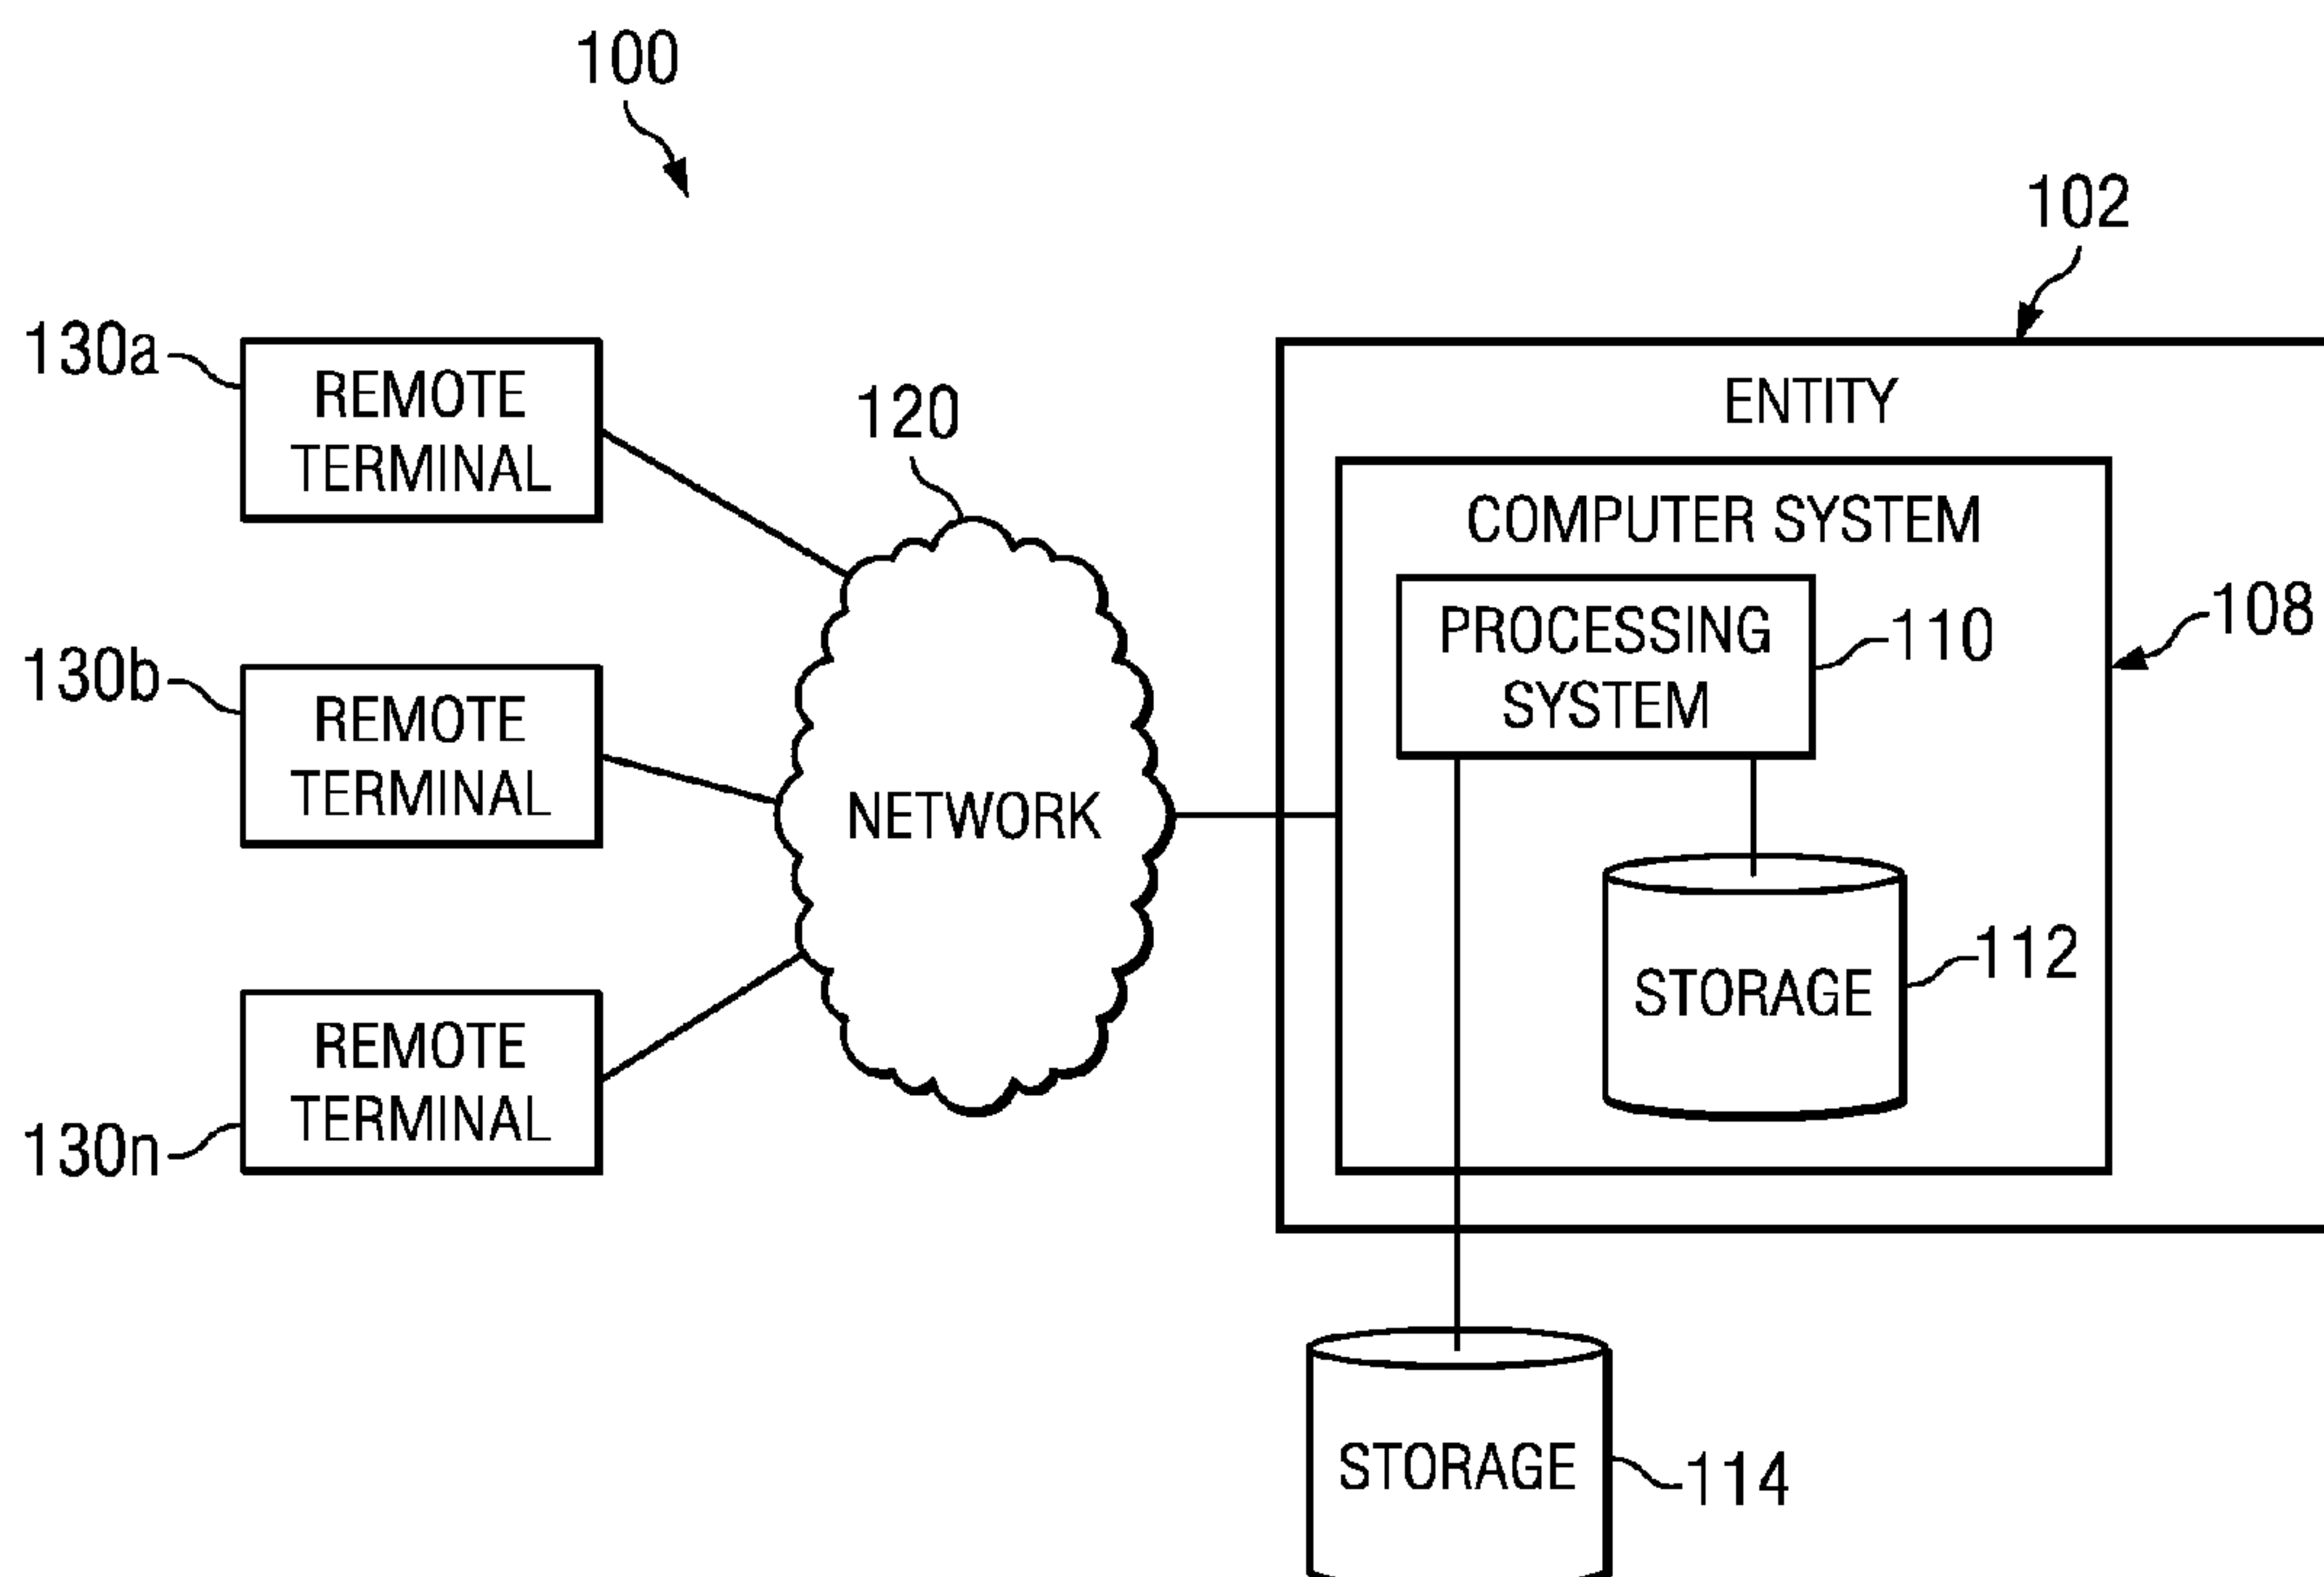 100
102
130a
REMOTE
TERMINAL
120
ENTITY
COMPUTER SYSTEM
PROCESSING
SYSTEM
110
108
130b
REMOTE
TERMINAL
NETWORK
STORAGE
112
REMOTE
TERMINAL
130n
STORAGE
114